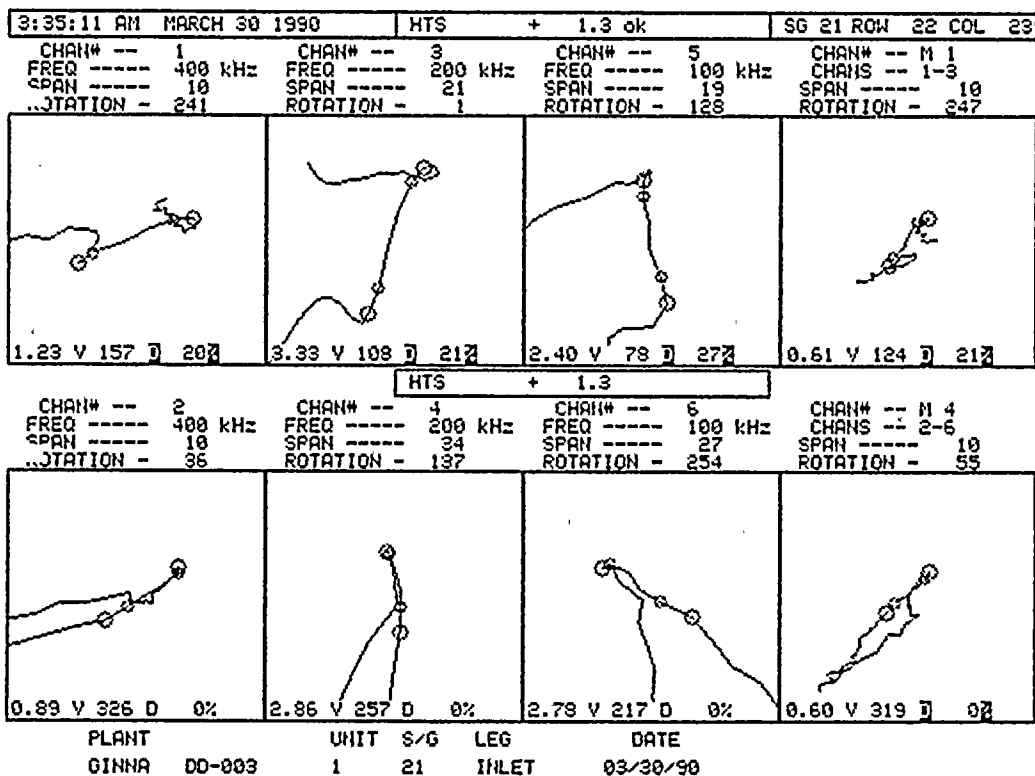 3:35:11 AM MARCH 30 1990 HTS + 1.3 ok SG 21 ROW 22 COL 23
CHAN# -- 1 CHAN# -- 3 CHAN# -- 5 CHAN# -- M 1
FREQ ----- 400 kHz FREQ ----- 200 kHz FREQ ----- 100 kHz CHANS -- 1-3
SPAN ----- 10 SPAN ----- 21 SPAN ----- 19 SPAN ----- 10
..OTATION - 241 ROTATION - 1 ROTATION - 128 ROTATION - 247
1.23 V 157 D 20% 3.33 V 108 D 21% 2.40 V 78 D 27% 0.61 V 124 D 21%
HTS + 1.3
CHAN# -- 2 CHAN# -- 4 CHAN# -- 6 CHAN# -- M 4
FREQ ----- 400 kHz FREQ ----- 200 kHz FREQ ----- 100 kHz CHANS -- 2-6
SPAN ----- 10 SPAN ----- 34 SPAN ----- 27 SPAN ----- 10
..OTATION - 36 ROTATION - 137 ROTATION - 254 ROTATION - 55
0.89 V 326 D 0% 2.86 V 257 D 0% 2.78 V 217 D 0% 0.60 V 319 D 0%
PLANT UNIT S/G LEG DATE
GINNA DD-003 1 21 INLET 03/30/90